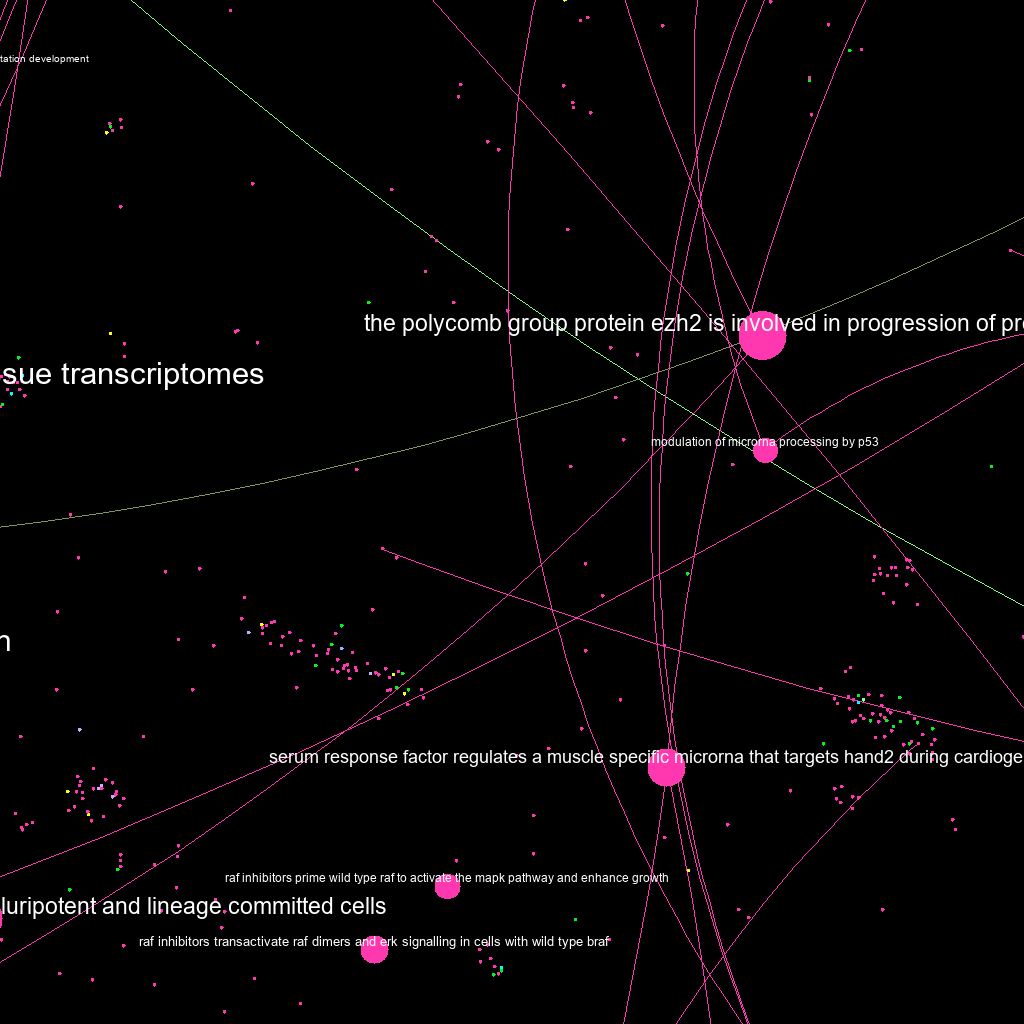 tation development
the polycomb group protein ezh2 is involved in progression of pr
sue transcriptomes
modulation of microrna processing by p53
n
serum response factor regulates a muscle specific microrna that targets hand2 during cardioge
raf inhibitors prime wild type raf to activate the mapk pathway and enhance growth
luripotent and lineage committed cells
raf inhibitors transactivate raf dimers and erk signalling in cells with wild type braf